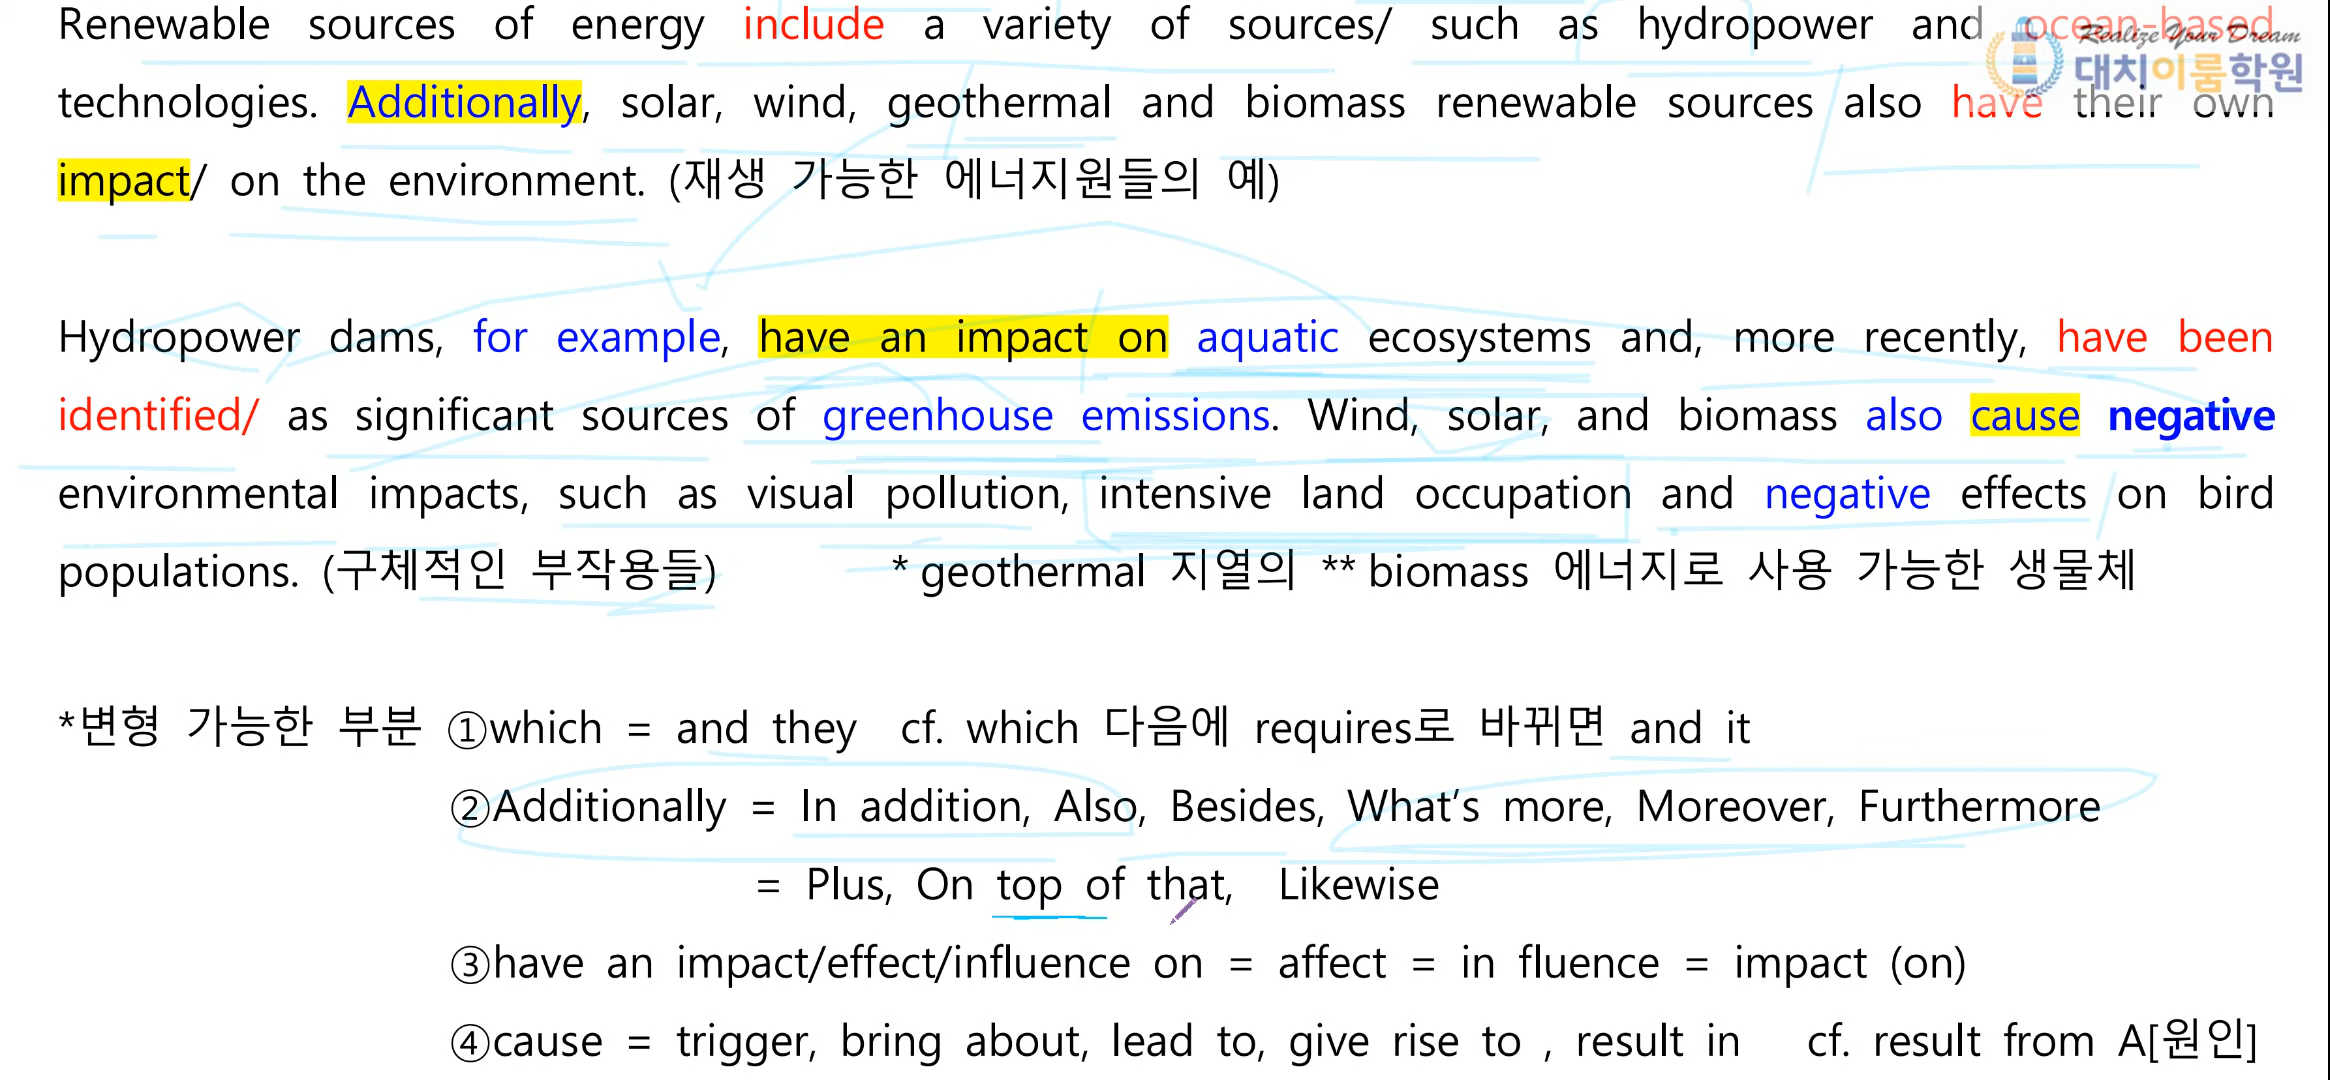 Renewable sources of energy include a variety of sources/ such as hydropower and ocean-based
Realize Your Dream
대치이룸학원
technologies. Additionally, solar, wind, geothermal and biomass renewable sources also have their own
impact/ on the environment. (재생 가능한 에너지원들의 예)
Hydropower dams, for example, have an impact on aquatic ecosystems and, more recently, have been
identified/ as significant sources of greenhouse emissions. Wind, solar, and biomass also cause negative
environmental impacts, such as visual pollution, intensive land occupation and negative effects on bird
populations. (구체적인 부작용들) * geothermal 지열의 ** biomass 에너지로 사용 가능한 생물체
*변형 가능한 부분 ①which = and they cf. which 다음에 requires로 바뀌면 and it
②Additionally = In addition, Also, Besides, What's more, Moreover, Furthermore
= Plus, On top of that, Likewise
③have an impact/effect/influence on = affect = in fluence = impact (on)
④cause = trigger, bring about, lead to, give rise to , result in cf. result from A[원인]